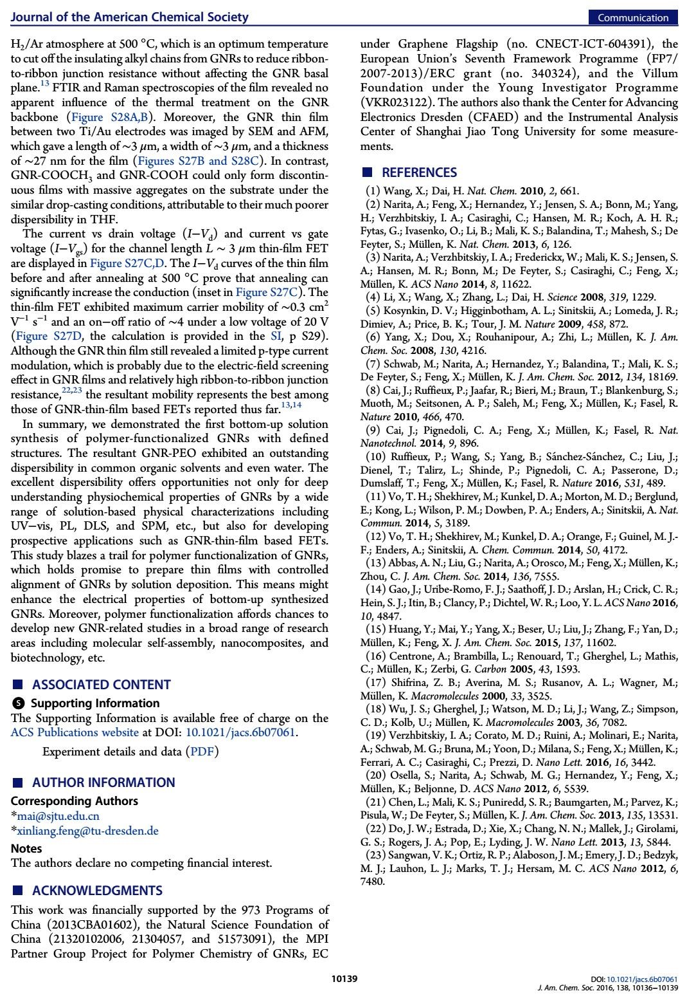 Journal of the American Chemical Society
Communication
H2/Ar atmosphere at 500 °C, which is an optimum temperature
to cut off the insulating alkyl chains from GNRs to reduce ribbon-
to-ribbon junction resistance without affecting the GNR basal
plane.13 FTIR and Raman spectroscopies of the film revealed no
apparent influence of the thermal treatment on the GNR
backbone (Figure S28A,B). Moreover, the GNR thin film
between two Ti/Au electrodes was imaged by SEM and AFM,
which gave a length of ~3 μm, a width of ~3 μm, and a thickness
of ~27 nm for the film (Figures S27B and S28C). In contrast,
GNR-COOCH3 and GNR-COOH could only form discontin-
uous films with massive aggregates on the substrate under the
similar drop-casting conditions, attributable to their much poorer
dispersibility in THF.
The current vs drain voltage (I−Vd) and current vs gate
voltage (I−Vgs) for the channel length L ~ 3 μm thin-film FET
are displayed in Figure S27C,D. The I−Vd curves of the thin film
before and after annealing at 500 °C prove that annealing can
significantly increase the conduction (inset in Figure S27C). The
thin-film FET exhibited maximum carrier mobility of ~0.3 cm2
V−1 s−1 and an on−off ratio of ~4 under a low voltage of 20 V
(Figure S27D, the calculation is provided in the SI, p S29).
Although the GNR thin film still revealed a limited p-type current
modulation, which is probably due to the electric-field screening
effect in GNR films and relatively high ribbon-to-ribbon junction
resistance,22,23 the resultant mobility represents the best among
those of GNR-thin-film based FETs reported thus far.13,14
In summary, we demonstrated the first bottom-up solution
synthesis of polymer-functionalized GNRs with defined
structures. The resultant GNR-PEO exhibited an outstanding
dispersibility in common organic solvents and even water. The
excellent dispersibility offers opportunities not only for deep
understanding physiochemical properties of GNRs by a wide
range of solution-based physical characterizations including
UV−vis, PL, DLS, and SPM, etc., but also for developing
prospective applications such as GNR-thin-film based FETs.
This study blazes a trail for polymer functionalization of GNRs,
which holds promise to prepare thin films with controlled
alignment of GNRs by solution deposition. This means might
enhance the electrical properties of bottom-up synthesized
GNRs. Moreover, polymer functionalization affords chances to
develop new GNR-related studies in a broad range of research
areas including molecular self-assembly, nanocomposites, and
biotechnology, etc.
■ ASSOCIATED CONTENT
S Supporting Information
The Supporting Information is available free of charge on the
ACS Publications website at DOI: 10.1021/jacs.6b07061.
Experiment details and data (PDF)
■ AUTHOR INFORMATION
Corresponding Authors
*mai@sjtu.edu.cn
*xinliang.feng@tu-dresden.de
Notes
The authors declare no competing financial interest.
■ ACKNOWLEDGMENTS
This work was financially supported by the 973 Programs of
China (2013CBA01602), the Natural Science Foundation of
China (21320102006, 21304057, and 51573091), the MPI
Partner Group Project for Polymer Chemistry of GNRs, EC
under Graphene Flagship (no. CNECT-ICT-604391), the
European Union's Seventh Framework Programme (FP7/
2007-2013)/ERC grant (no. 340324), and the Villum
Foundation under the Young Investigator Programme
(VKR023122). The authors also thank the Center for Advancing
Electronics Dresden (CFAED) and the Instrumental Analysis
Center of Shanghai Jiao Tong University for some measure-
ments.
■ REFERENCES
(1) Wang, X.; Dai, H. Nat. Chem. 2010, 2, 661.
(2) Narita, A.; Feng, X.; Hernandez, Y.; Jensen, S. A.; Bonn, M.; Yang,
H.; Verzhbitskiy, I. A.; Casiraghi, C.; Hansen, M. R.; Koch, A. H. R.;
Fytas, G.; Ivasenko, O.; Li, B.; Mali, K. S.; Balandina, T.; Mahesh, S.; De
Feyter, S.; Müllen, K. Nat. Chem. 2013, 6, 126.
(3) Narita, A.; Verzhbitskiy, I. A.; Frederickx, W.; Mali, K. S.; Jensen, S.
A.; Hansen, M. R.; Bonn, M.; De Feyter, S.; Casiraghi, C.; Feng, X.;
Müllen, K. ACS Nano 2014, 8, 11622.
(4) Li, X.; Wang, X.; Zhang, L.; Dai, H. Science 2008, 319, 1229.
(5) Kosynkin, D. V.; Higginbotham, A. L.; Sinitskii, A.; Lomeda, J. R.;
Dimiev, A.; Price, B. K.; Tour, J. M. Nature 2009, 458, 872.
(6) Yang, X.; Dou, X.; Rouhanipour, A.; Zhi, L.; Müllen, K. J. Am.
Chem. Soc. 2008, 130, 4216.
(7) Schwab, M.; Narita, A.; Hernandez, Y.; Balandina, T.; Mali, K. S.;
De Feyter, S.; Feng, X.; Müllen, K. J. Am. Chem. Soc. 2012, 134, 18169.
(8) Cai, J.; Ruffieux, P.; Jaafar, R.; Bieri, M.; Braun, T.; Blankenburg, S.;
Muoth, M.; Seitsonen, A. P.; Saleh, M.; Feng, X.; Müllen, K.; Fasel, R.
Nature 2010, 466, 470.
(9) Cai, J.; Pignedoli, C. A.; Feng, X.; Müllen, K.; Fasel, R. Nat.
Nanotechnol. 2014, 9, 896.
(10) Ruffieux, P.; Wang, S.; Yang, B.; Sánchez-Sánchez, C.; Liu, J.;
Dienel, T.; Talirz, L.; Shinde, P.; Pignedoli, C. A.; Passerone, D.;
Dumslaff, T.; Feng, X.; Müllen, K.; Fasel, R. Nature 2016, 531, 489.
(11) Vo, T. H.; Shekhirev, M.; Kunkel, D. A.; Morton, M. D.; Berglund,
E.; Kong, L.; Wilson, P. M.; Dowben, P. A.; Enders, A.; Sinitskii, A. Nat.
Commun. 2014, 5, 3189.
(12) Vo, T. H.; Shekhirev, M.; Kunkel, D. A.; Orange, F.; Guinel, M. J.-
F.; Enders, A.; Sinitskii, A. Chem. Commun. 2014, 50, 4172.
(13) Abbas, A. N.; Liu, G.; Narita, A.; Orosco, M.; Feng, X.; Müllen, K.;
Zhou, C. J. Am. Chem. Soc. 2014, 136, 7555.
(14) Gao, J.; Uribe-Romo, F. J.; Saathoff, J. D.; Arslan, H.; Crick, C. R.;
Hein, S. J.; Itin, B.; Clancy, P.; Dichtel, W. R.; Loo, Y. L. ACS Nano 2016,
10, 4847.
(15) Huang, Y.; Mai, Y.; Yang, X.; Beser, U.; Liu, J.; Zhang, F.; Yan, D.;
Müllen, K.; Feng, X. J. Am. Chem. Soc. 2015, 137, 11602.
(16) Centrone, A.; Brambilla, L.; Renouard, T.; Gherghel, L.; Mathis,
C.; Müllen, K.; Zerbi, G. Carbon 2005, 43, 1593.
(17) Shifrina, Z. B.; Averina, M. S.; Rusanov, A. L.; Wagner, M.;
Müllen, K. Macromolecules 2000, 33, 3525.
(18) Wu, J. S.; Gherghel, J.; Watson, M. D.; Li, J.; Wang, Z.; Simpson,
C. D.; Kolb, U.; Müllen, K. Macromolecules 2003, 36, 7082.
(19) Verzhbitskiy, I. A.; Corato, M. D.; Ruini, A.; Molinari, E.; Narita,
A.; Schwab, M. G.; Bruna, M.; Yoon, D.; Milana, S.; Feng, X.; Müllen, K.;
Ferrari, A. C.; Casiraghi, C.; Prezzi, D. Nano Lett. 2016, 16, 3442.
(20) Osella, S.; Narita, A.; Schwab, M. G.; Hernandez, Y.; Feng, X.;
Müllen, K.; Beljonne, D. ACS Nano 2012, 6, 5539.
(21) Chen, L.; Mali, K. S.; Puniredd, S. R.; Baumgarten, M.; Parvez, K.;
Pisula, W.; De Feyter, S.; Müllen, K. J. Am. Chem. Soc. 2013, 135, 13531.
(22) Do, J. W.; Estrada, D.; Xie, X.; Chang, N. N.; Mallek, J.; Girolami,
G. S.; Rogers, J. A.; Pop, E.; Lyding, J. W. Nano Lett. 2013, 13, 5844.
(23) Sangwan, V. K.; Ortiz, R. P.; Alaboson, J. M.; Emery, J. D.; Bedzyk,
M. J.; Lauhon, L. J.; Marks, T. J.; Hersam, M. C. ACS Nano 2012, 6,
7480.
10139
DOI: 10.1021/jacs.6b07061
J. Am. Chem. Soc. 2016, 138, 10136−10139